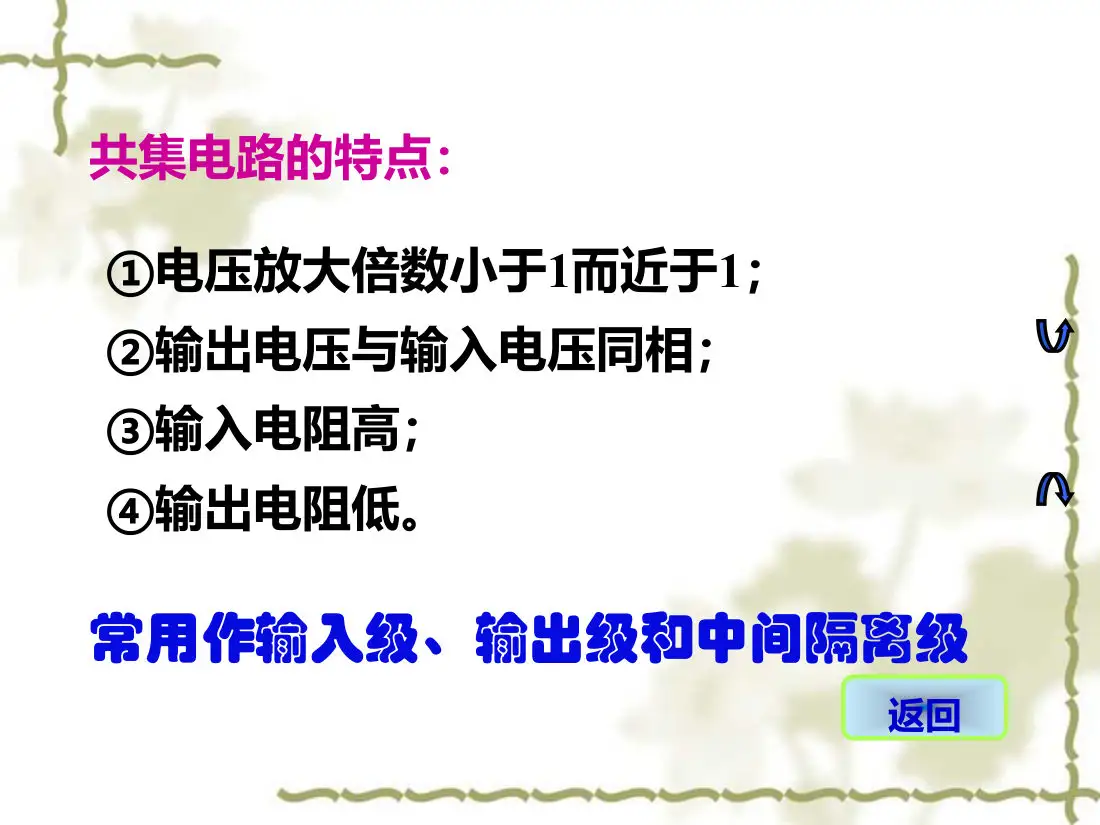 共集电路的特点：
①电压放大倍数小于1而近于1；
②输出电压与输入电压同相；
③输入电阻高；
④输出电阻低。
常用作输入级、输出级和中间隔离级
返回